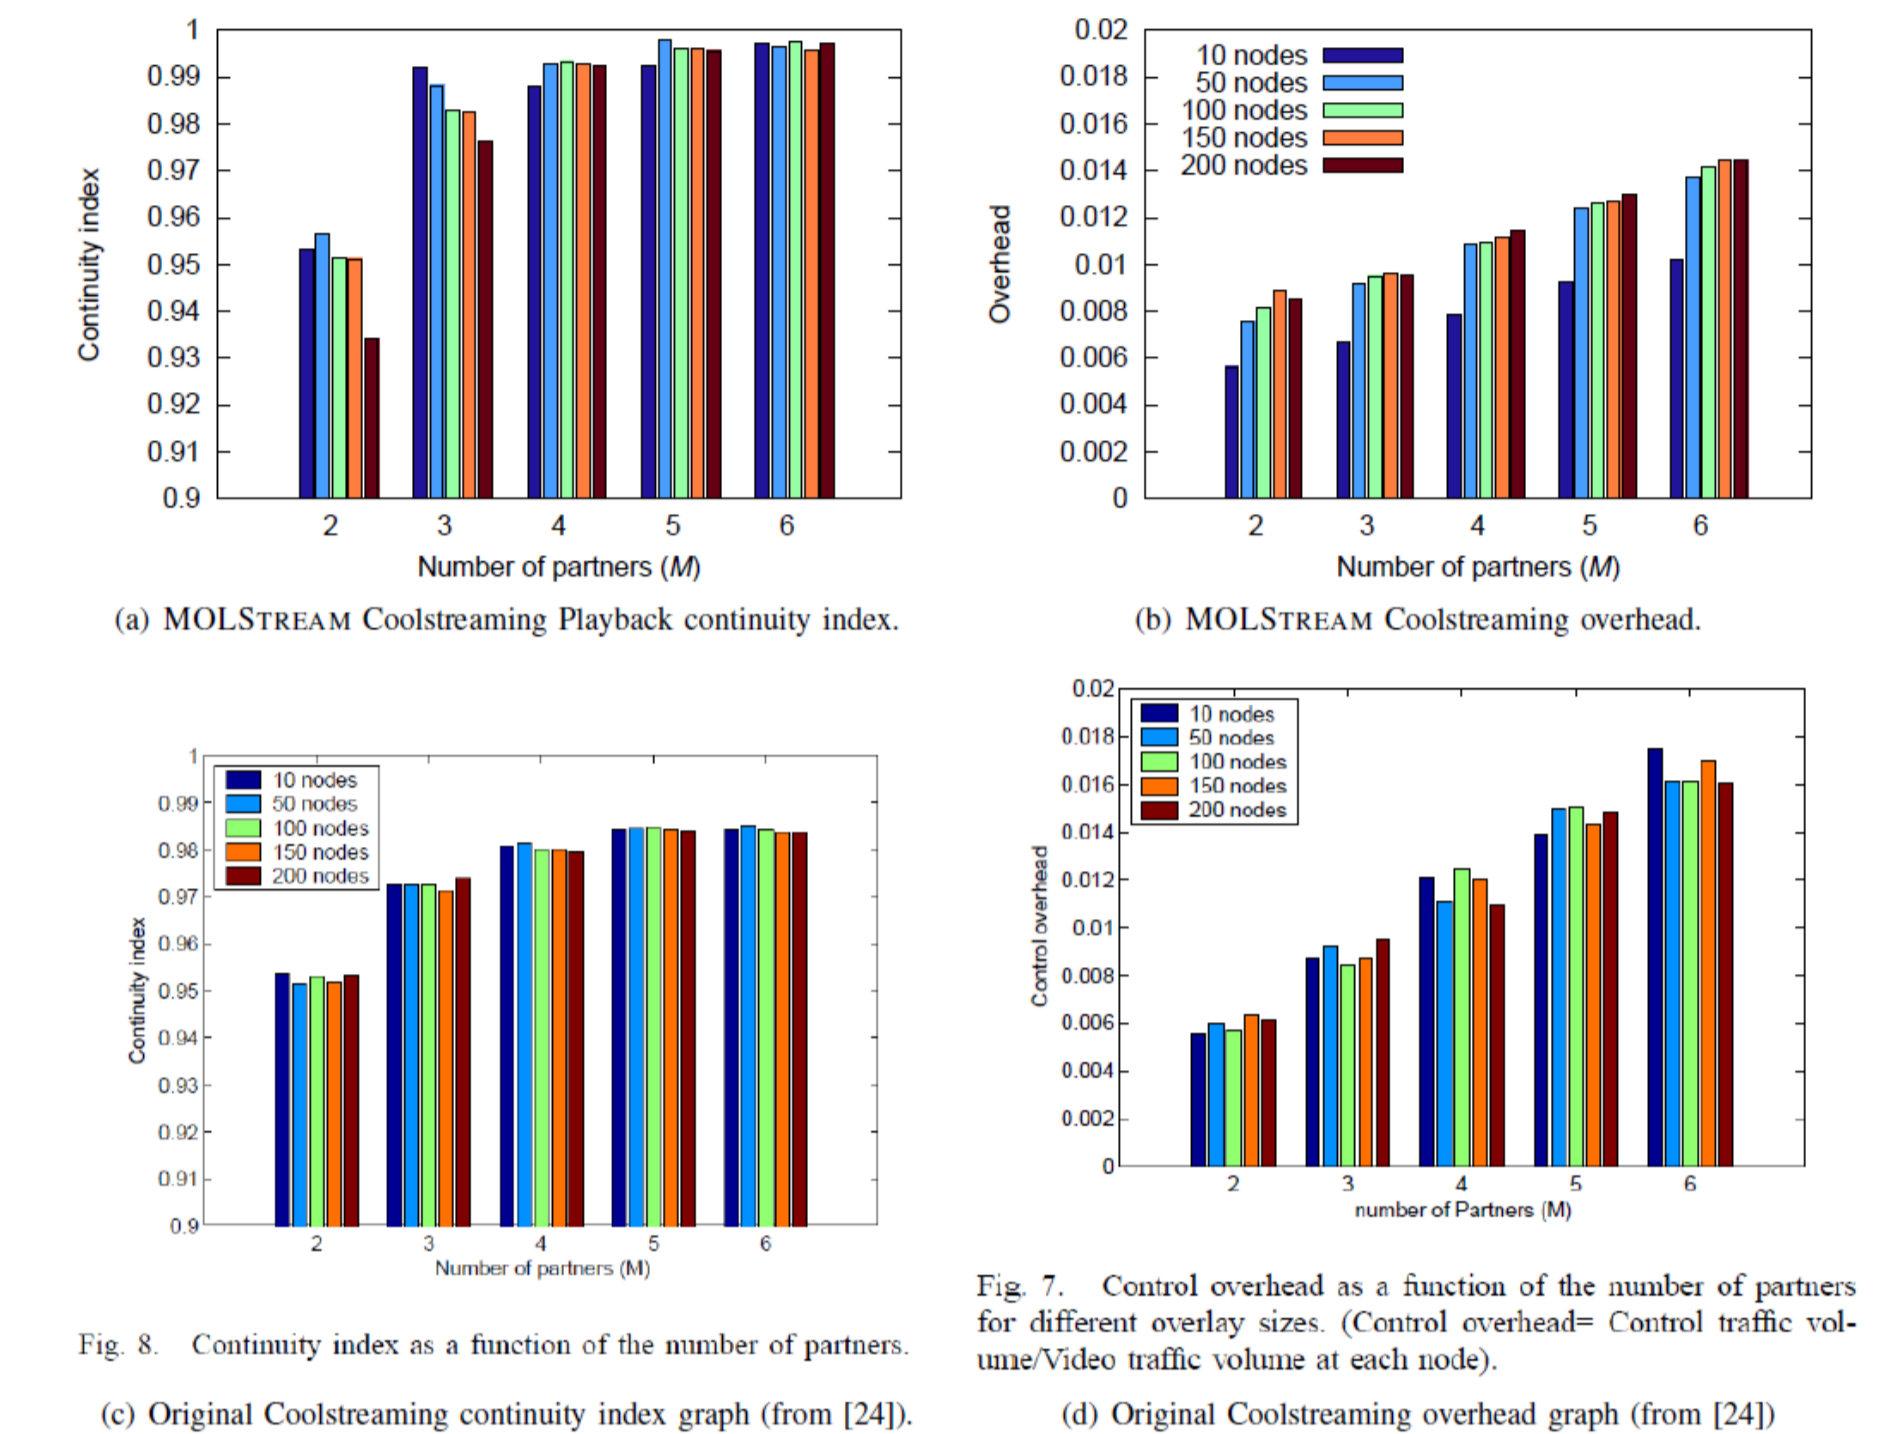 1
0.99
0.98
0.97
0.96
0.95
0.94
0.93
0.92
0.91
0.9
Continuity index
2 3 4 5 6
Number of partners (M)
(a) MOLSTREAM Coolstreaming Playback continuity index.
0.02
0.018
0.016
0.014
0.012
0.01
0.008
0.006
0.004
0.002
0
Overhead
10 nodes
50 nodes
100 nodes
150 nodes
200 nodes
2 3 4 5 6
Number of partners (M)
(b) MOLSTREAM Coolstreaming overhead.
1
0.99
0.98
0.97
0.96
0.95
0.94
0.93
0.92
0.91
0.9
Continuity index
10 nodes
50 nodes
100 nodes
150 nodes
200 nodes
2 3 4 5 6
Number of partners (M)
Fig. 8. Continuity index as a function of the number of partners.
(c) Original Coolstreaming continuity index graph (from [24]).
0.02
0.018
0.016
0.014
0.012
0.01
0.008
0.006
0.004
0.002
0
Control overhead
10 nodes
50 nodes
100 nodes
150 nodes
200 nodes
2 3 4 5 6
number of Partners (M)
Fig. 7. Control overhead as a function of the number of partners
for different overlay sizes. (Control overhead= Control traffic vol-
ume/Video traffic volume at each node).
(d) Original Coolstreaming overhead graph (from [24])